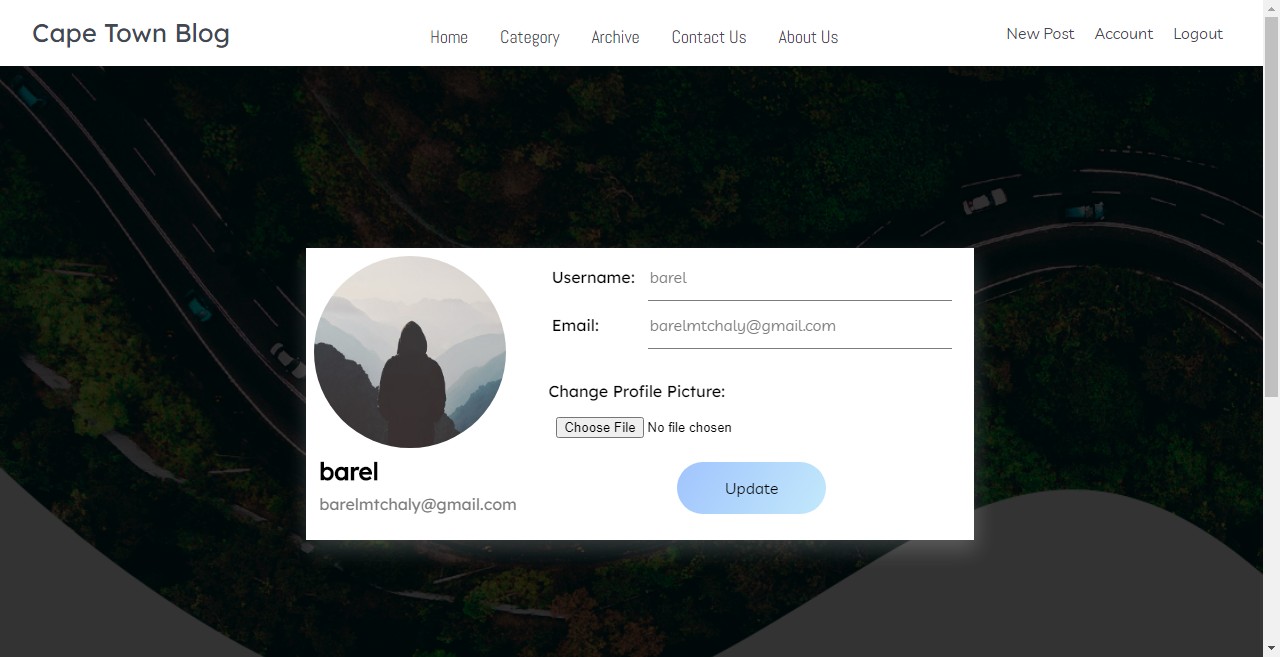 Cape Town Blog
Home Category Archive Contact Us About Us
New Post Account Logout
Username: barel
Email: barelmtchaly@gmail.com
Change Profile Picture:
Choose File No file chosen
barel
barelmtchaly@gmail.com
Update